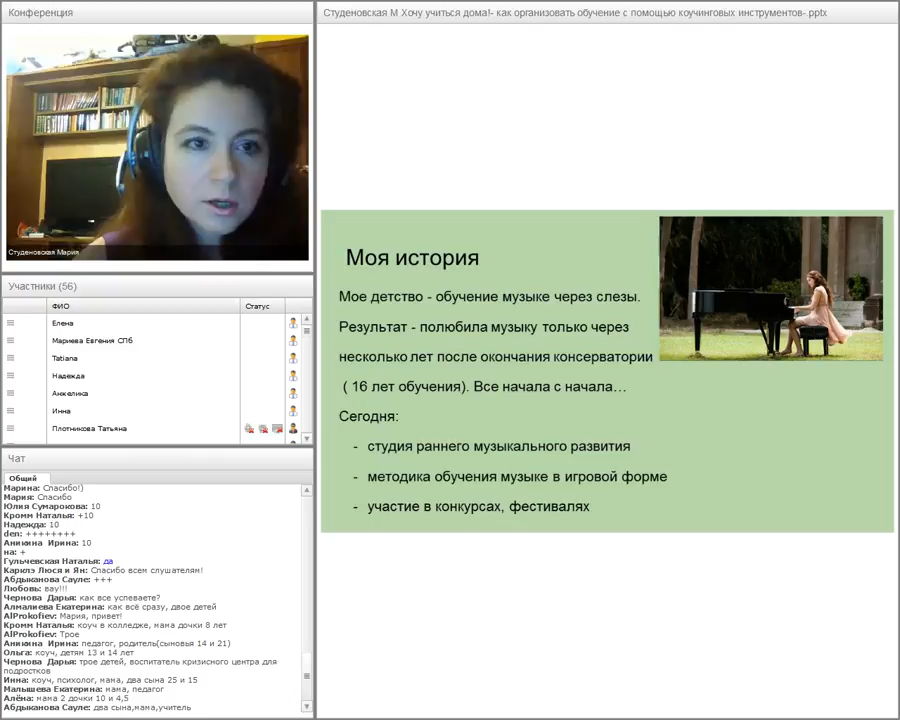 Конференция
Студеновская М Хочу учиться дома!- как организовать обучение с помощью коучинговых инструментов-.pptx
Студеновская Мария
Участники (56)
ФИО
Статус
Елена
Мариева Евгения СПб
Tatiana
Надежда
Анжелика
Инна
Плотникова Татьяна
Чат
Общий
Марина: Спасибо!)
Мария: Спасибо
Юлия Сумарокова: 10
Кромм Наталья: +10
Надежда: 10
den: ++++++++
Аникина Ирина: 10
на: +
Гульчевская Наталья: да
Карклэ Люся и Ян: Спасибо всем слушателям!
Абдыканова Сауле: +++
Любовь: вау!!!
Чернова Дарья: как все успеваете?
Алмалиева Екатерина: как всё сразу, двое детей
AlProkofiev: Мария, привет!
Кромм Наталья: коуч в колледже, мама дочки 8 лет
AlProkofiev: Трое
Аникина Ирина: педагог, родитель(сыновья 14 и 21)
Ольга: коуч, детям 13 и 14 лет
Чернова Дарья: трое детей, воспитатель кризисного центра для
подростков
Инна: коуч, психолог, мама, два сына 25 и 15
Малышева Екатерина: мама, педагог
Алёна: мама 2 дочки 10 и 4,5
Абдыканова Сауле: два сына,мама,учитель
Моя история
Мое детство - обучение музыке через слезы.
Результат - полюбила музыку только через
несколько лет после окончания консерватории
( 16 лет обучения). Все начала с начала…
Сегодня:
- студия раннего музыкального развития
- методика обучения музыке в игровой форме
- участие в конкурсах, фестивалях